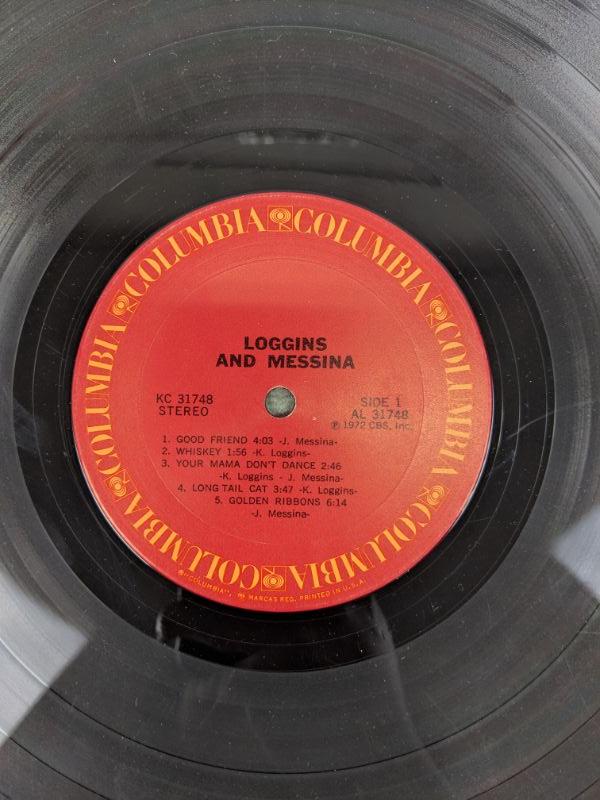 COLUMBIA COLUMBIA COLUMBIA COLUMBIA COLUMBIA COLUMBIA
LOGGINS
AND MESSINA
KC 31748
STEREO
SIDE 1
AL 31748
℗ 1972 CBS, Inc.
1. GOOD FRIEND 4:03 -J. Messina-
2. WHISKEY 1:56 -K. Loggins-
3. YOUR MAMA DON'T DANCE 2:46
-K. Loggins - J. Messina-
4. LONG TAIL CAT 3:47 -K. Loggins-
5. GOLDEN RIBBONS 6:14
-J. Messina-
® "COLUMBIA", ® MARCAS REG. PRINTED IN U.S.A.